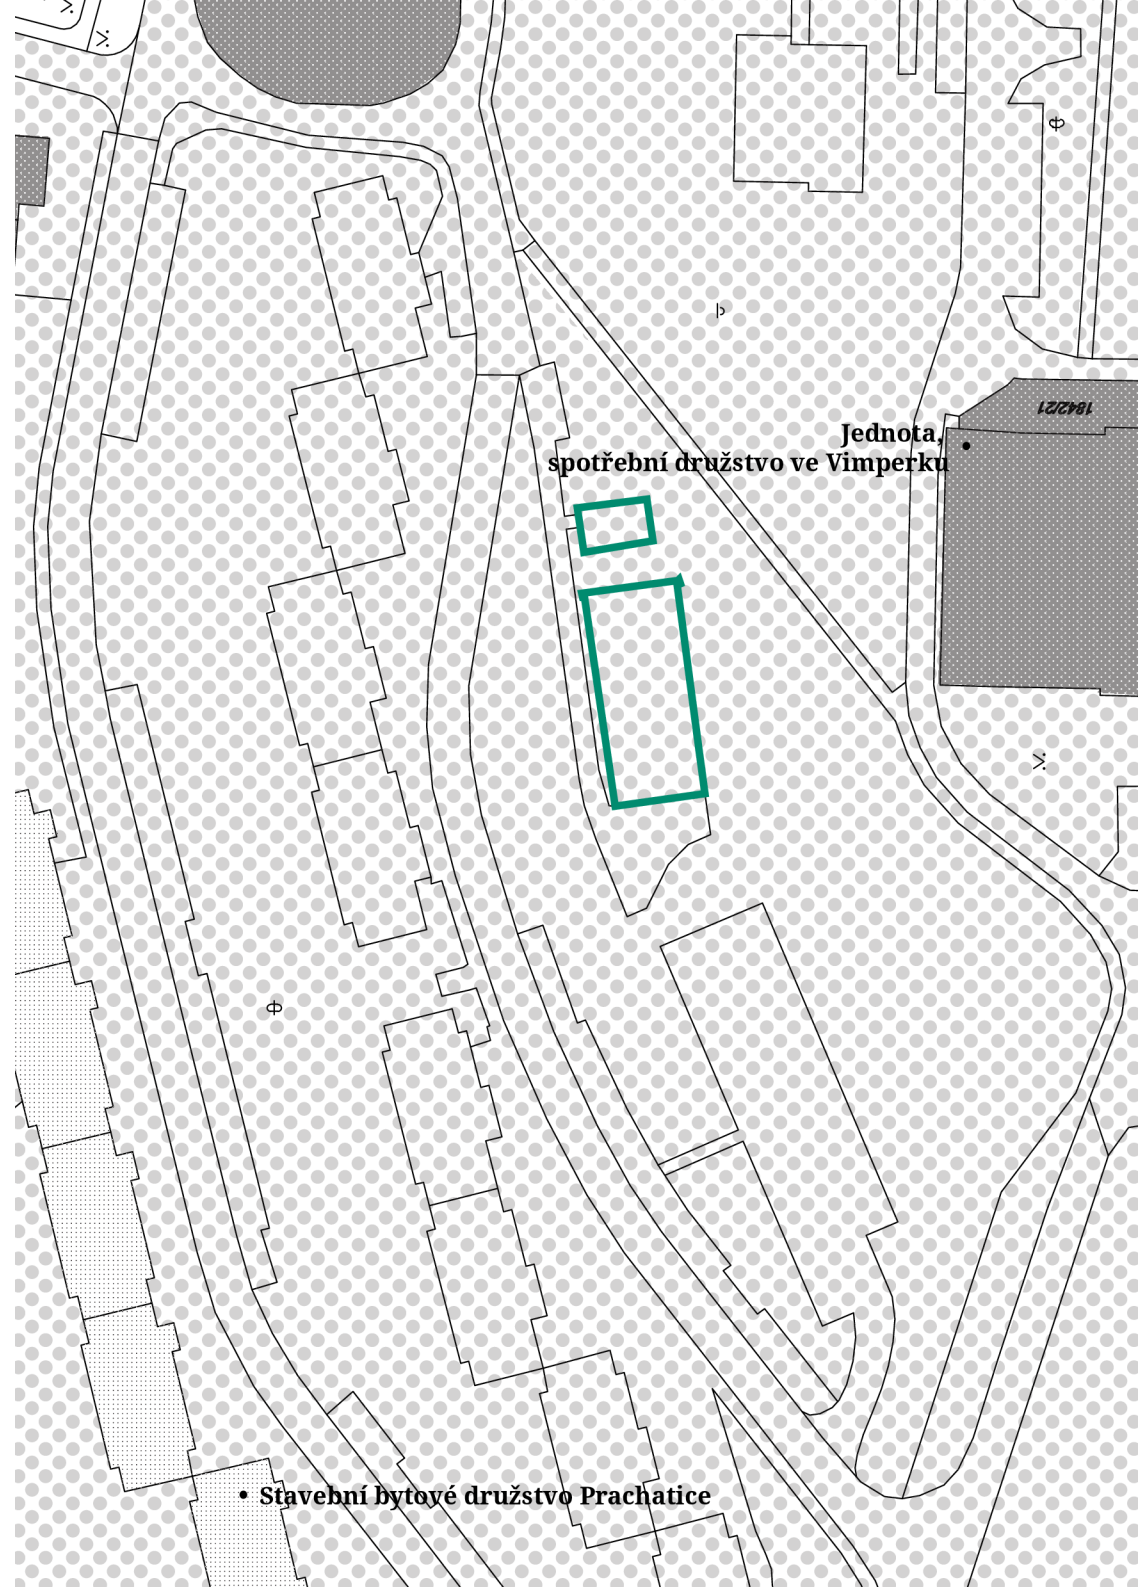 1842/21
Jednota,
spotřební družstvo ve Vimperku
Stavební bytové družstvo Prachatice